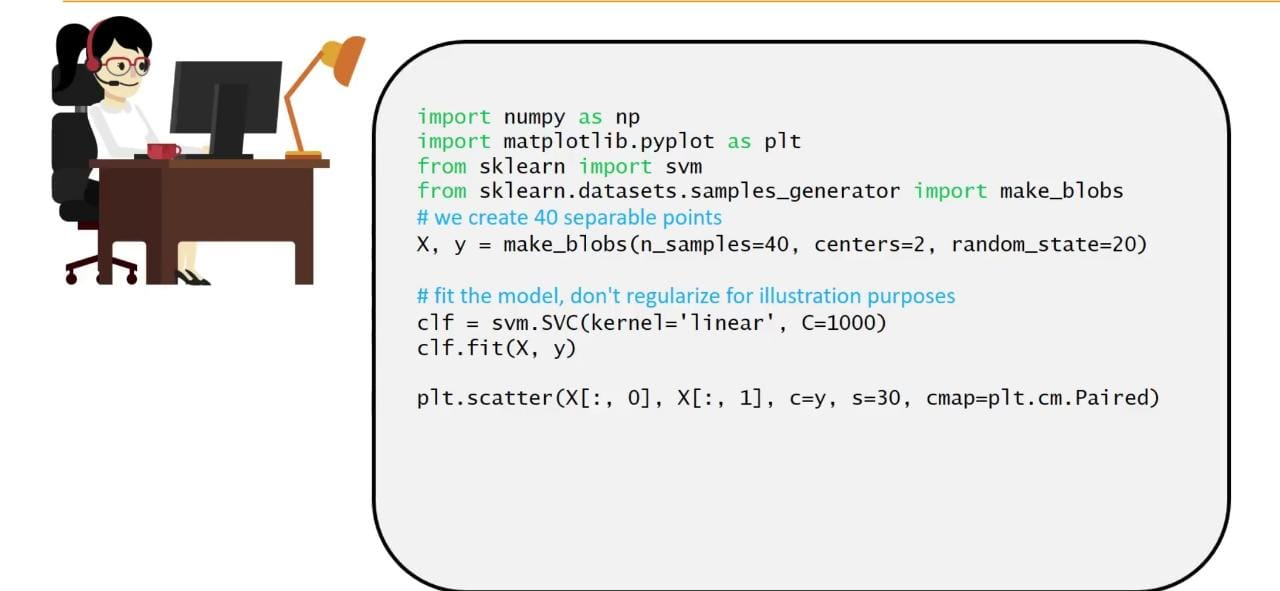 import numpy as np
import matplotlib.pyplot as plt
from sklearn import svm
from sklearn.datasets.samples_generator import make_blobs
# we create 40 separable points
X, y = make_blobs(n_samples=40, centers=2, random_state=20)
# fit the model, don't regularize for illustration purposes
clf = svm.SVC(kernel='linear', C=1000)
clf.fit(X, y)
plt.scatter(X[:, 0], X[:, 1], c=y, s=30, cmap=plt.cm.Paired)